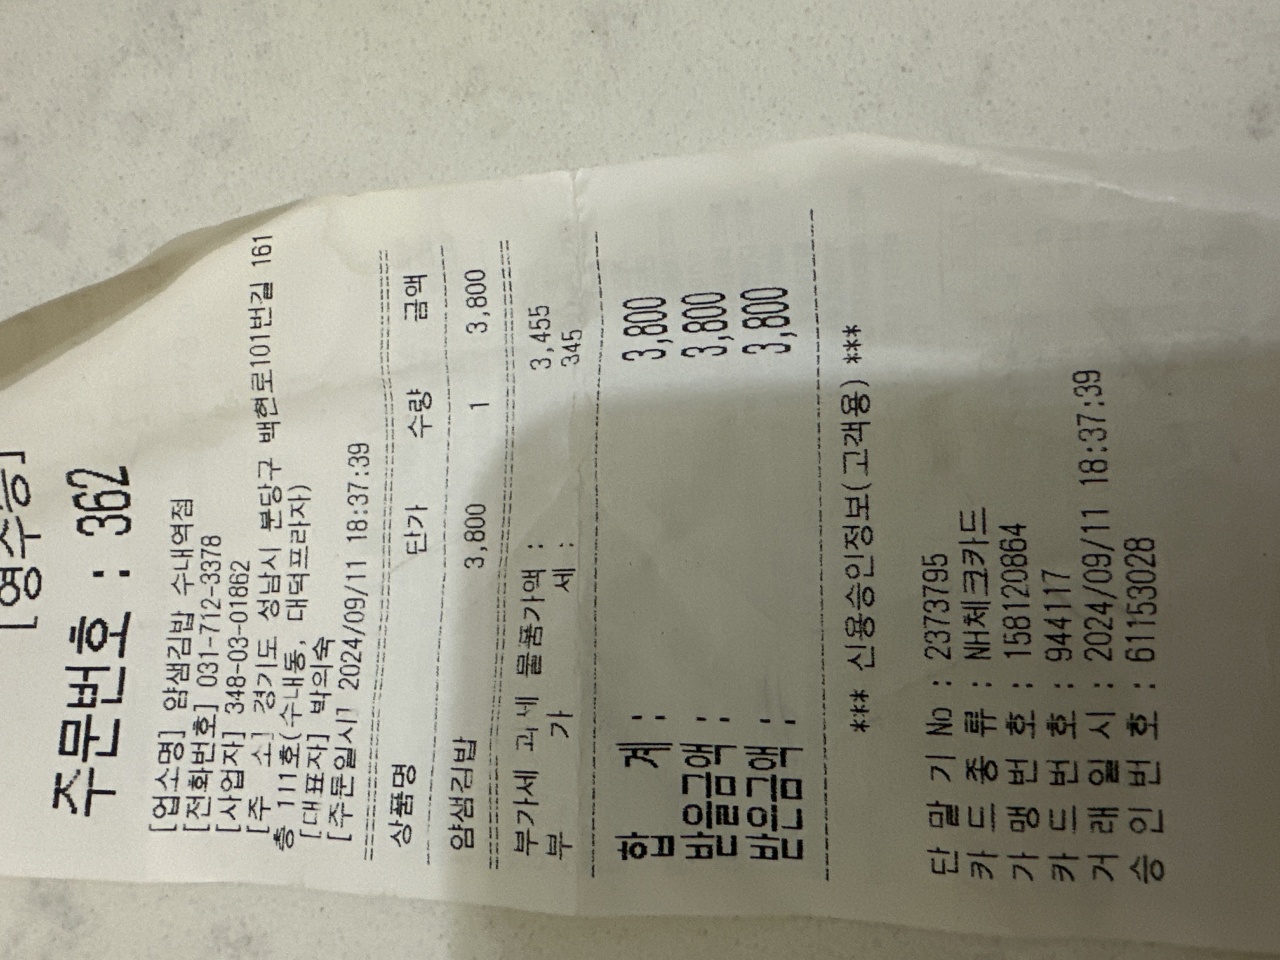 [영수증]
주문번호 : 362
[업소명] 얌샘김밥 수내역점
[전화번호] 031-712-3378
[사업자] 348-03-01862
[주 소] 경기도 성남시 분당구 백현로101번길 161
층 111호(수내동, 대덕프라자)
[대표자] 박의숙
[주문일시] 2024/09/11 18:37:39
상품명 단가 수량 금액
얌샘김밥 3,800 1 3,800
부가세 과세 물품가액 : 3,455
부 가 세 : 345
합 계 : 3,800
받을금액 : 3,800
받은금액 : 3,800
*** 신용승인정보(고객용) ***
단 말 기 No : 2373795
카 드 종 류 : NH체크카드
가 맹 번 호 : 158120864
카 드 번 호 : 944117
거 래 일 시 : 2024/09/11 18:37:39
승 인 번 호 : 61153028